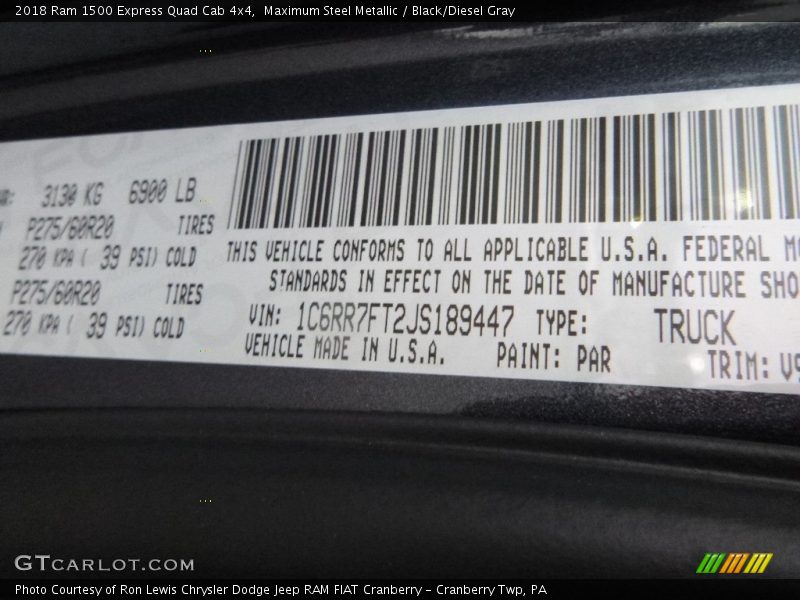 2018 Ram 1500 Express Quad Cab 4x4,  Maximum Steel Metallic / Black/Diesel Gray
3130 KG 6900 LB
P275/60R20 TIRES
270 KPA ( 39 PSI) COLD
P275/60R20 TIRES
270 KPA ( 39 PSI) COLD
THIS VEHICLE CONFORMS TO ALL APPLICABLE U.S.A. FEDERAL
STANDARDS IN EFFECT ON THE DATE OF MANUFACTURE
VIN: 1C6RR7FT2JS189447 TYPE: TRUCK
VEHICLE MADE IN U.S.A. PAINT: PAR TRIM:
GTCARLOT.COM
Photo Courtesy of Ron Lewis Chrysler Dodge Jeep RAM FIAT Cranberry – Cranberry Twp, PA